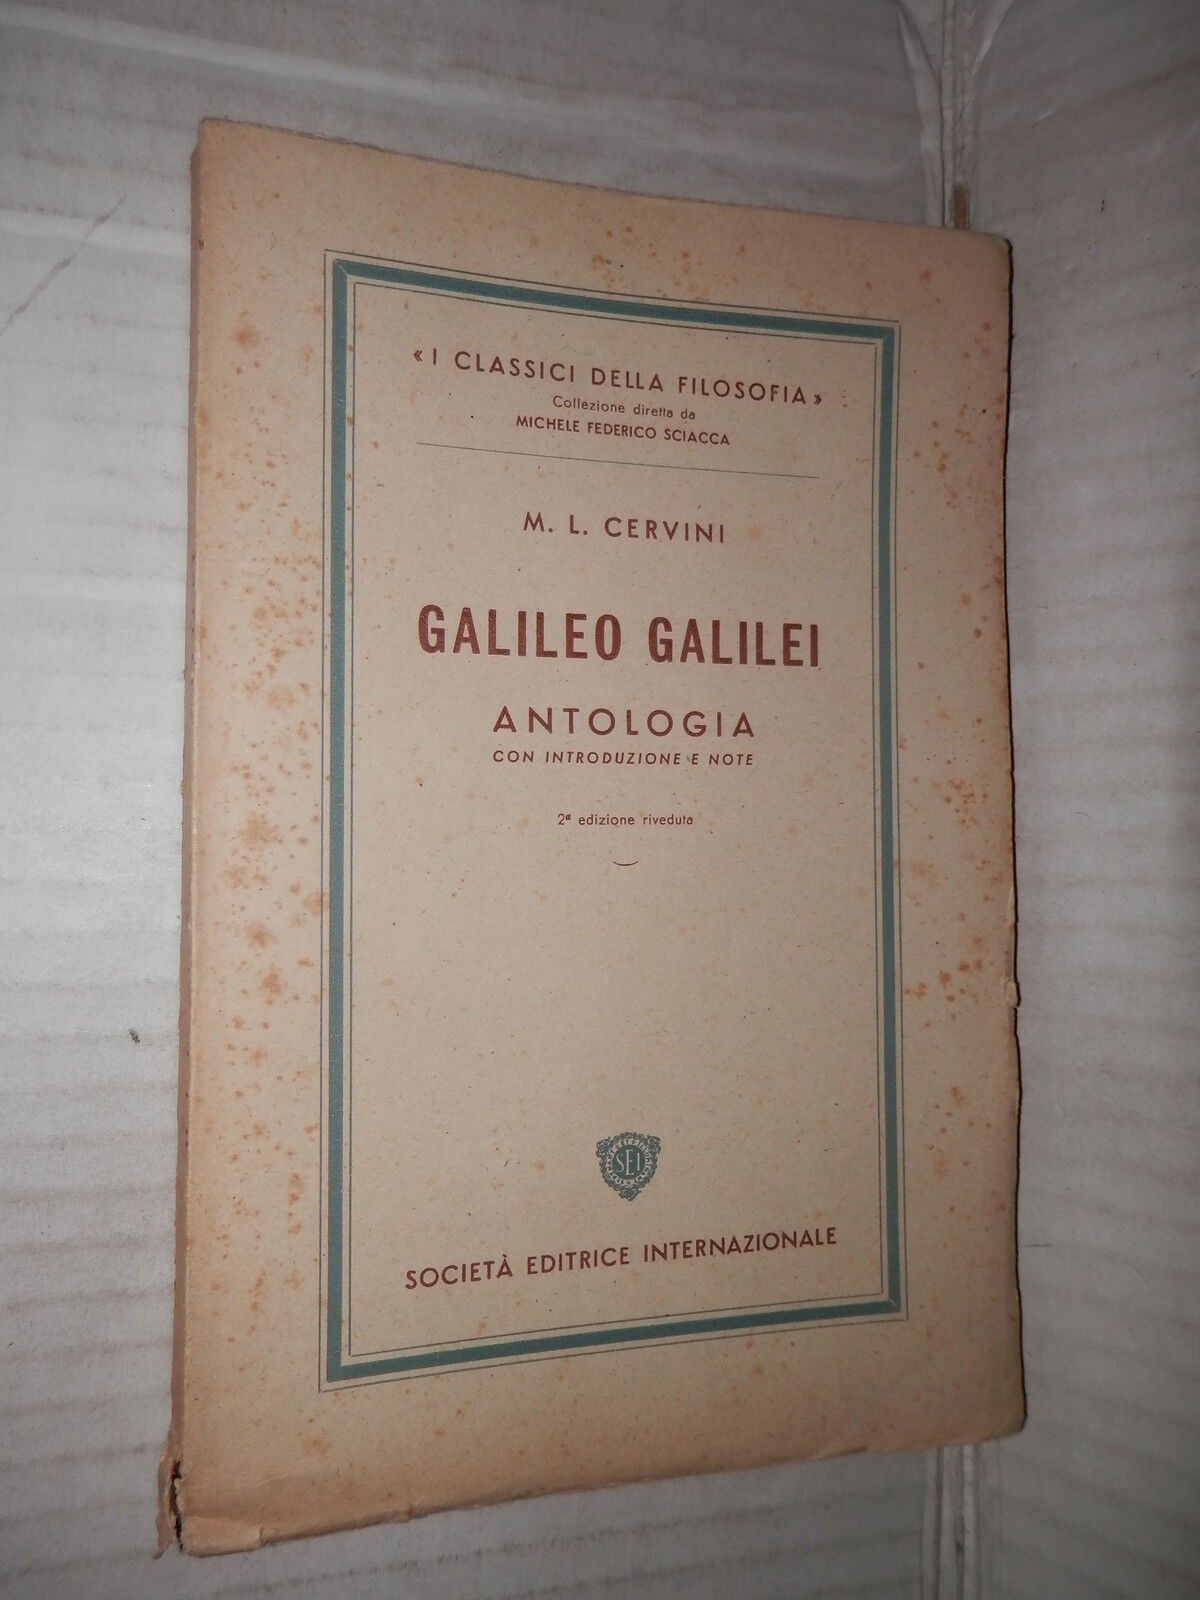 « I CLASSICI DELLA FILOSOFIA »
Collezione diretta da
MICHELE FEDERICO SCIACCA
M. L. CERVINI
GALILEO GALILEI
ANTOLOGIA
CON INTRODUZIONE E NOTE
2ª edizione riveduta
SEI
SOCIETÀ EDITRICE INTERNAZIONALE